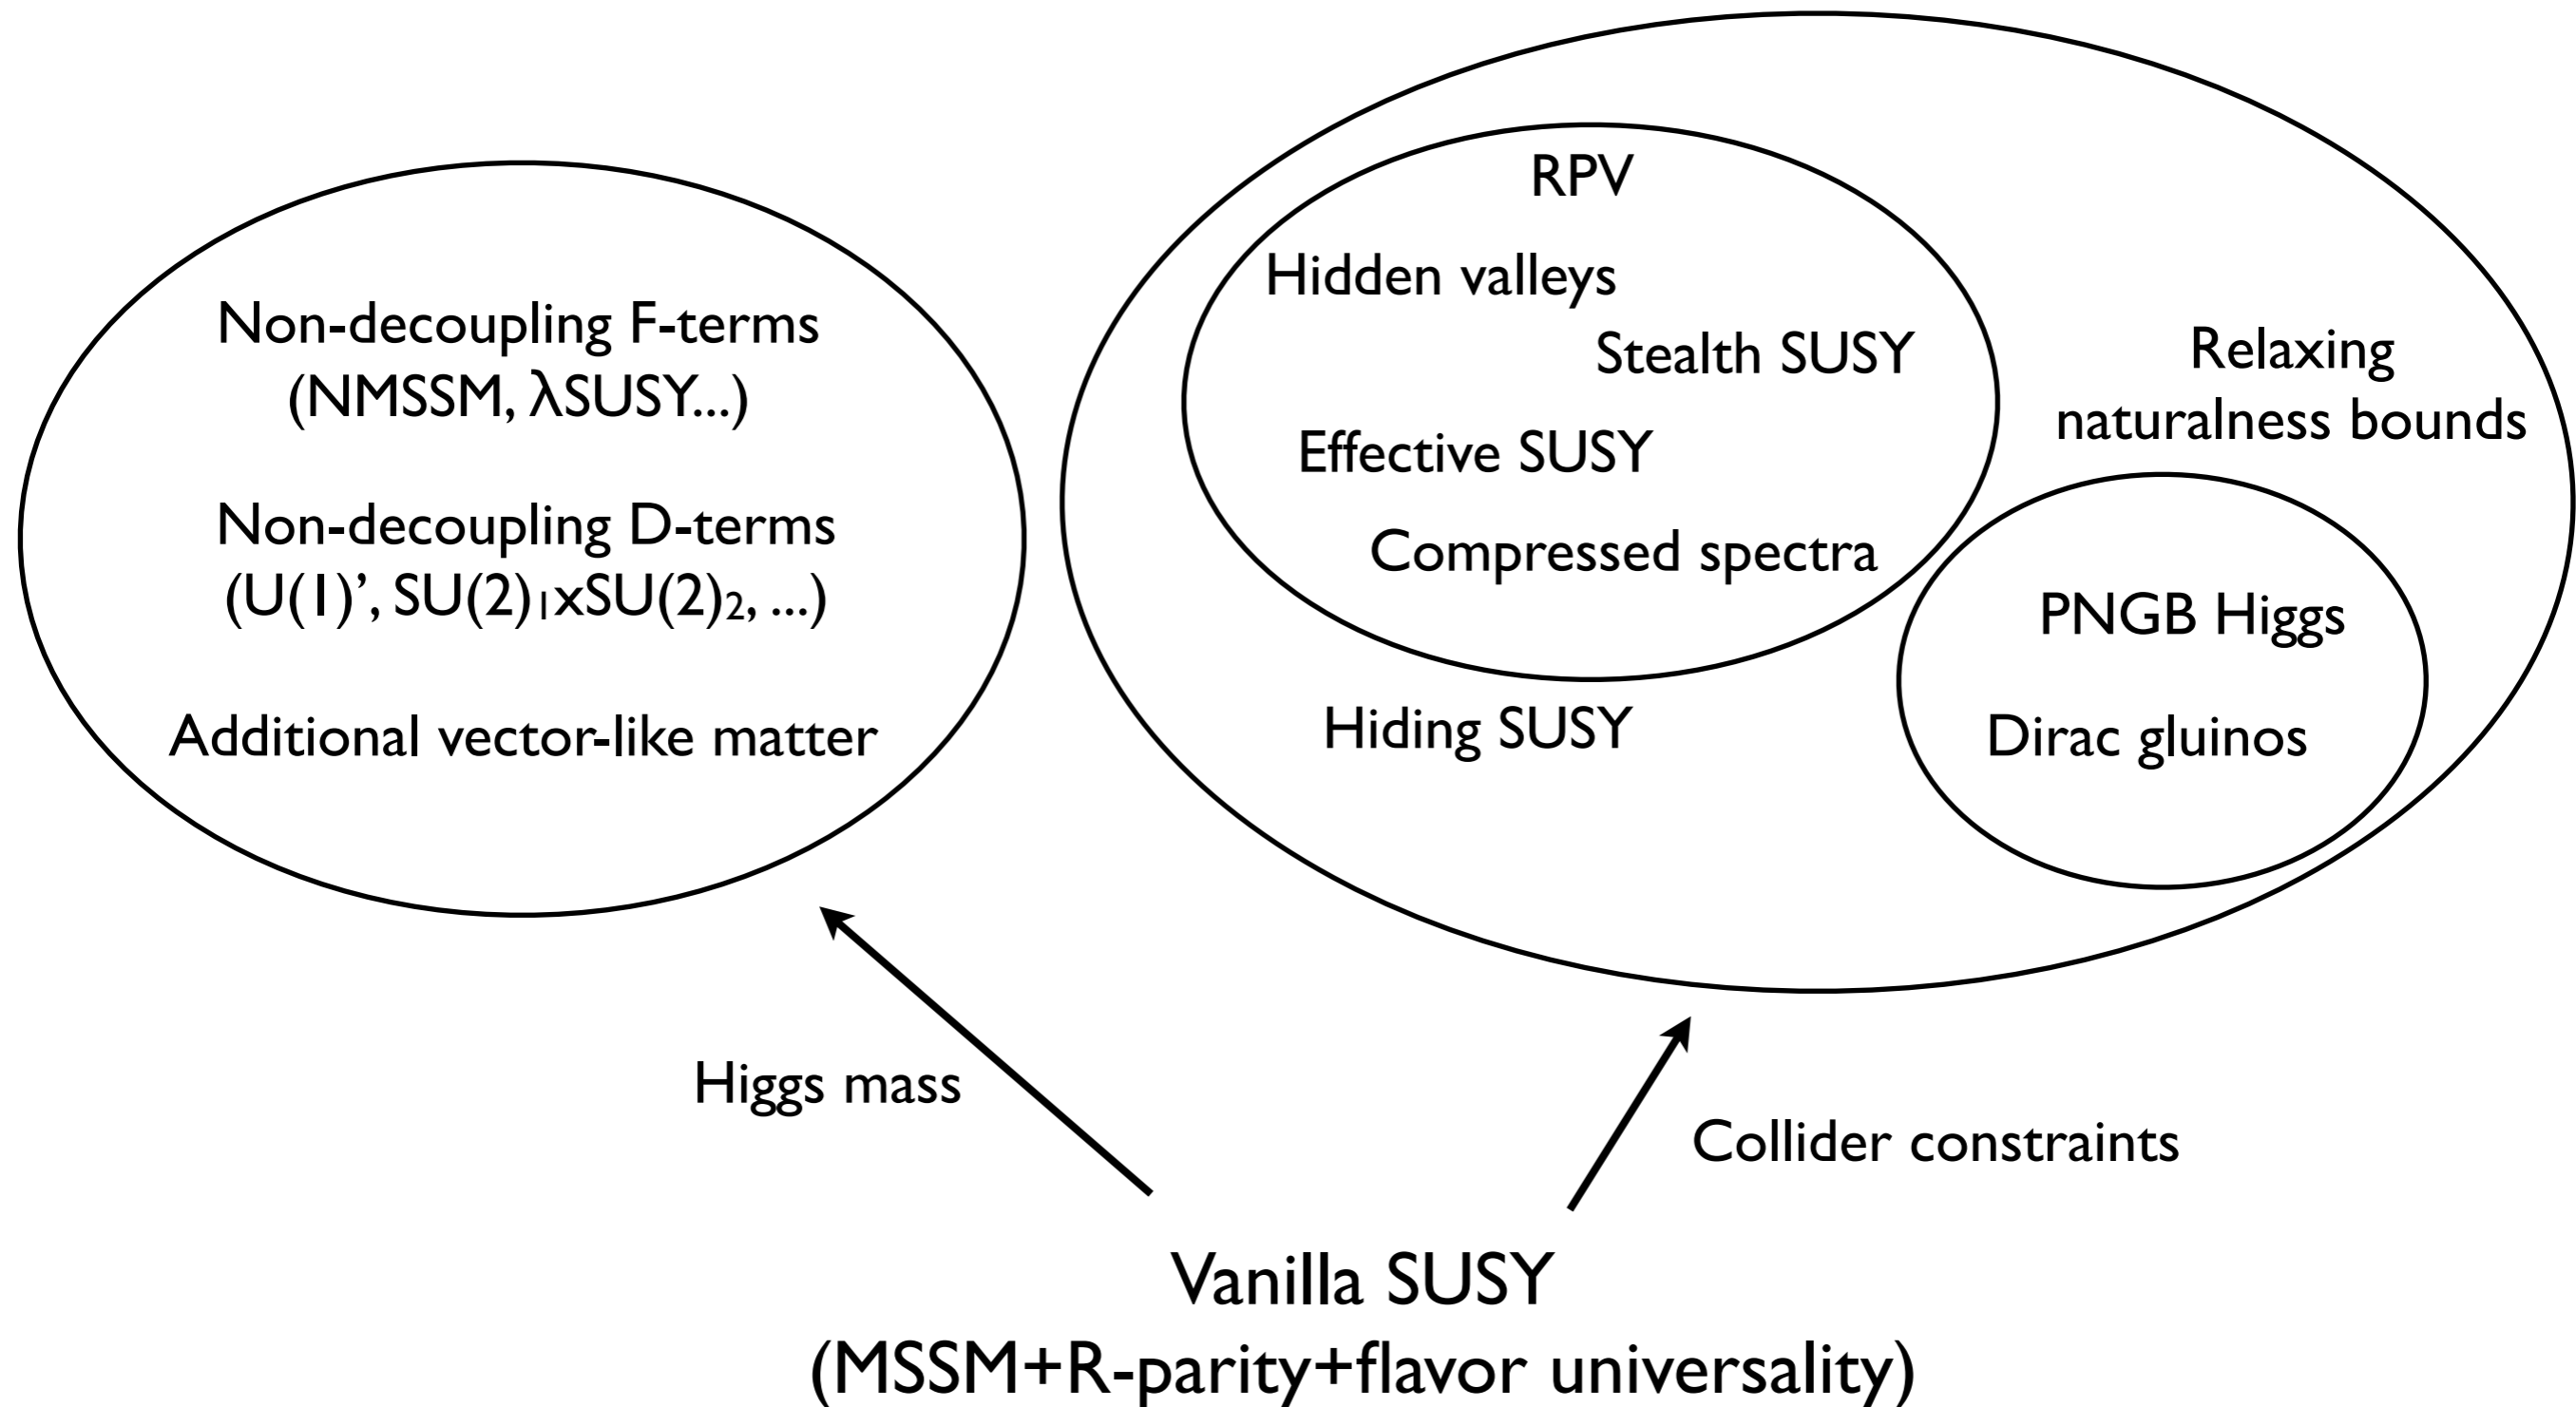 Non-decoupling F-terms
(NMSSM, λSUSY...)
Non-decoupling D-terms
(U(1)’, SU(2)₁xSU(2)₂, ...)
Additional vector-like matter
RPV
Hidden valleys
Stealth SUSY
Effective SUSY
Compressed spectra
Hiding SUSY
Relaxing
naturalness bounds
PNGB Higgs
Dirac gluinos
Higgs mass
Collider constraints
Vanilla SUSY
(MSSM+R-parity+flavor universality)